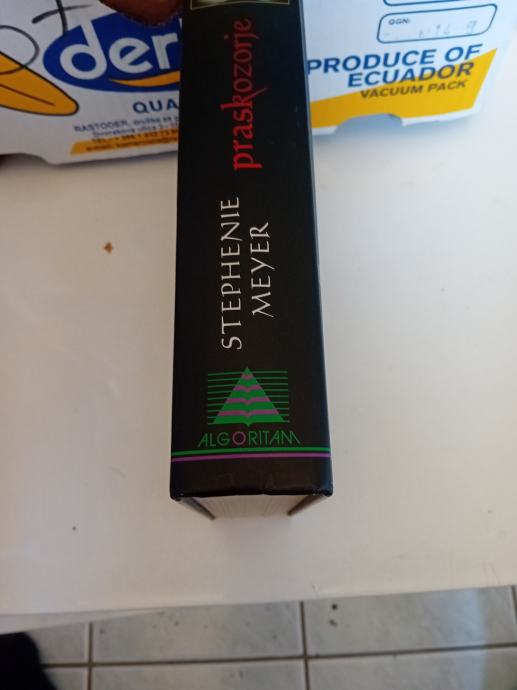 der
QUA
GGN:
PRODUCE OF
ECUADOR
VACUUM PACK
praskozorje
STEPHENIE
MEYER
ALGORITAM